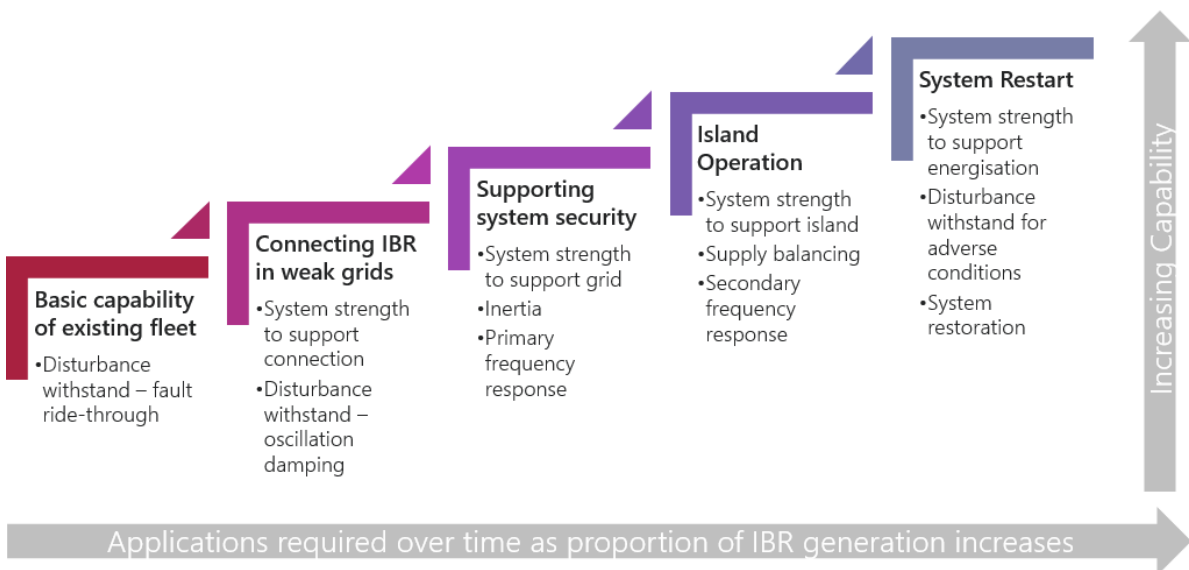 Basic capability
of existing fleet
•Disturbance
withstand – fault
ride-through
Connecting IBR
in weak grids
•System strength
to support
connection
•Disturbance
withstand –
oscillation
damping
Supporting
system security
•System strength
to support grid
•Inertia
•Primary
frequency
response
Island
Operation
•System strength
to support island
•Supply balancing
•Secondary
frequency
response
System Restart
•System strength
to support
energisation
•Disturbance
withstand for
adverse
conditions
•System
restoration
Increasing Capability
Applications required over time as proportion of IBR generation increases